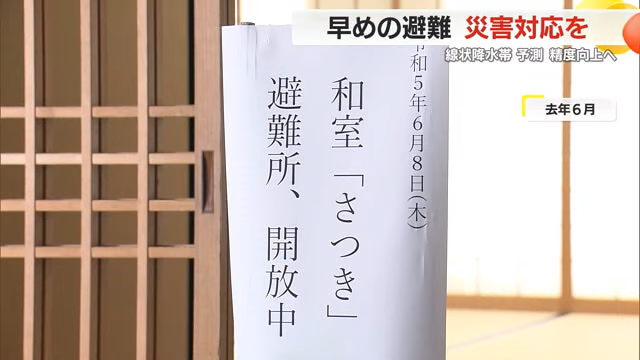 早めの避難 災害対応を
線状降水帯 予測 精度向上へ
去年6月
令和5年6月8日(木)
和室「さつき」
避難所、開放中